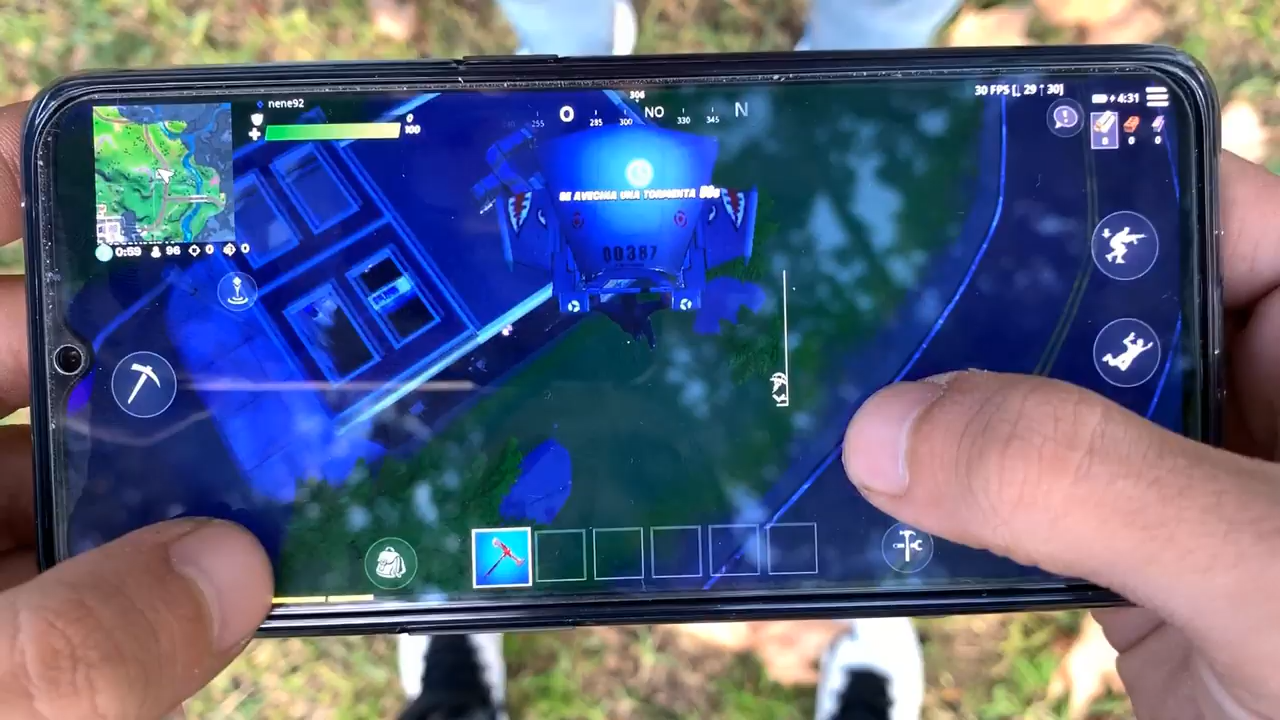 nene92
0
100
306
255
O
285
300
NO
330
345
N
30 FPS [↓ 29 ↑ 30]
4:31
0 0
SE AVECINA UNA TORMENTA
00387
0:59 96 0 0